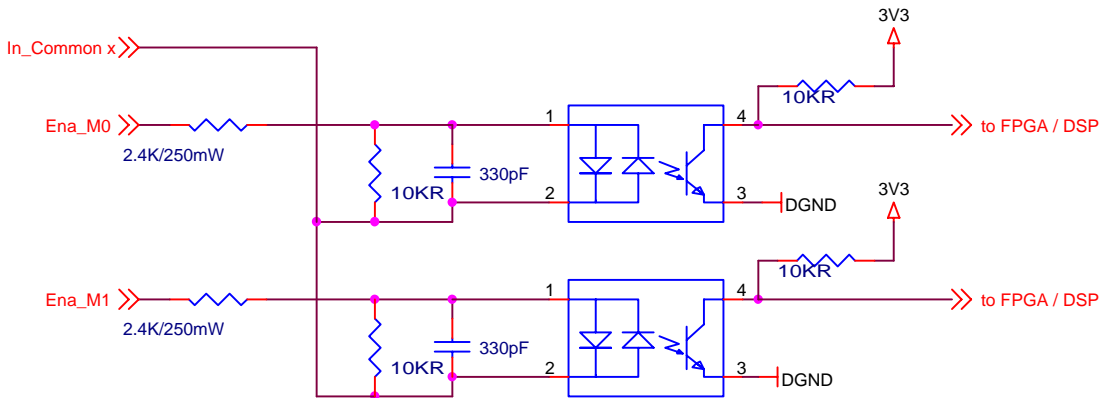 3V3
In_Common x
10KR
Ena_M0
1
4
to FPGA / DSP
2.4K/250mW
330pF
10KR
2
3
DGND
3V3
10KR
Ena_M1
1
4
to FPGA / DSP
2.4K/250mW
330pF
10KR
2
3
DGND